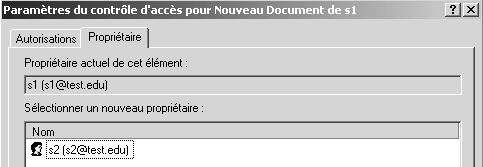 Paramètres du contrôle d'accès pour Nouveau Document de s1
Autorisations Propriétaire
Propriétaire actuel de cet élément :
s1 (s1@test.edu)
Sélectionner un nouveau propriétaire :
Nom
s2 (s2@test.edu)